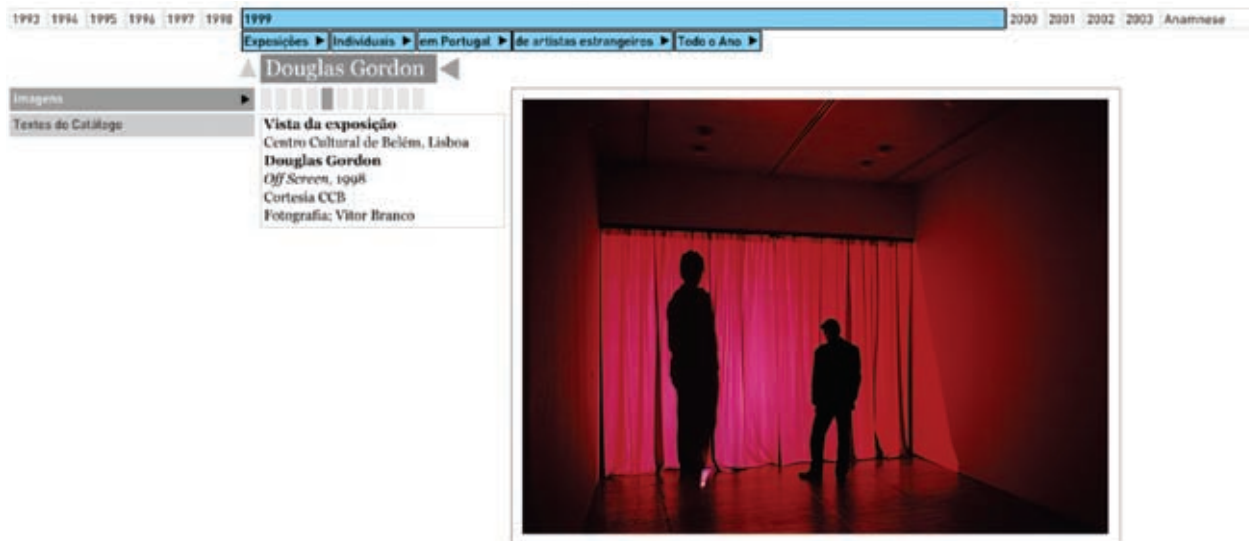 1993 1994 1995 1996 1997 1998 1999 2000 2001 2002 2003 Anamnese
Exposições ▶ Individuais ▶ em Portugal ▶ de artistas estrangeiros ▶ Todo o Ano ▶
Douglas Gordon
Imagens
Textos do Catálogo
Vista da exposição
Centro Cultural de Belém, Lisboa
Douglas Gordon
Off Screen, 1998
Cortesia CCB
Fotografia: Vitor Branco